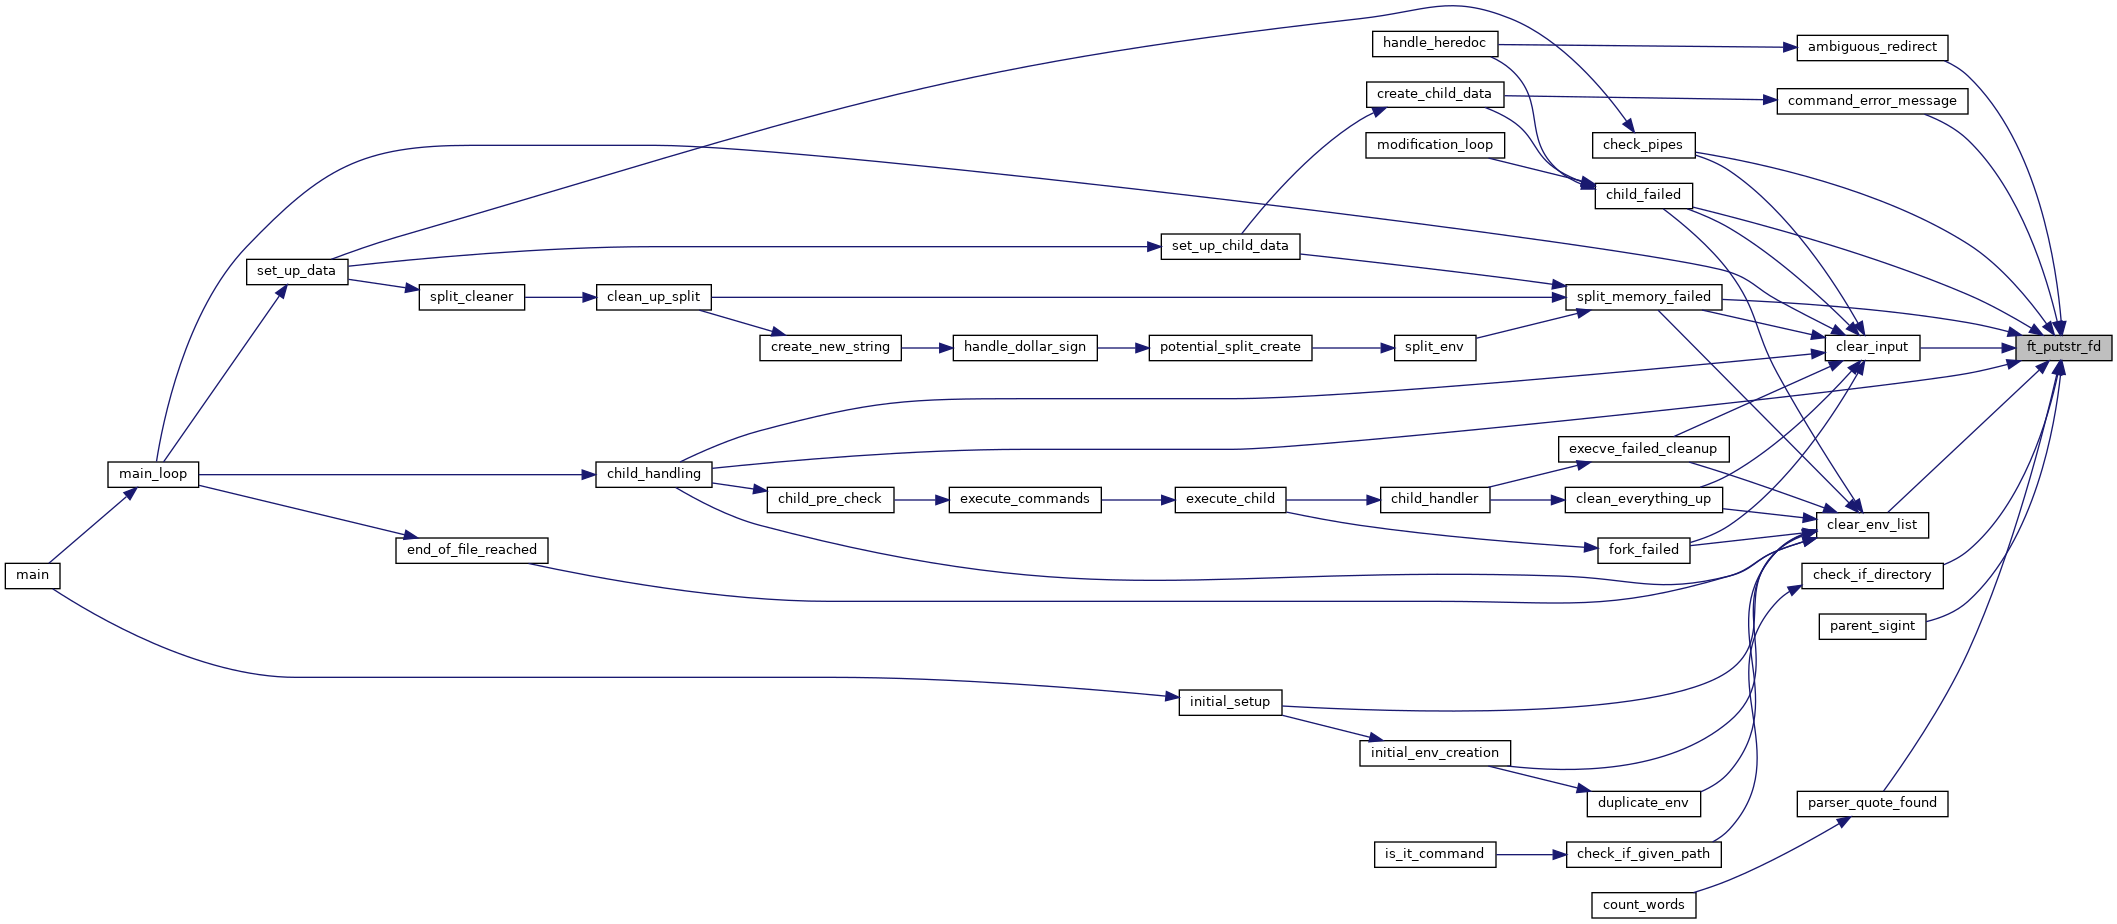 handle_heredoc
ambiguous_redirect
create_child_data
command_error_message
modification_loop
check_pipes
child_failed
set_up_child_data
set_up_data
split_cleaner
clean_up_split
split_memory_failed
create_new_string
handle_dollar_sign
potential_split_create
split_env
clear_input
ft_putstr_fd
execve_failed_cleanup
main_loop
child_handling
child_pre_check
execute_commands
execute_child
child_handler
clean_everything_up
clear_env_list
end_of_file_reached
fork_failed
main
check_if_directory
parent_sigint
initial_setup
initial_env_creation
duplicate_env
parser_quote_found
is_it_command
check_if_given_path
count_words